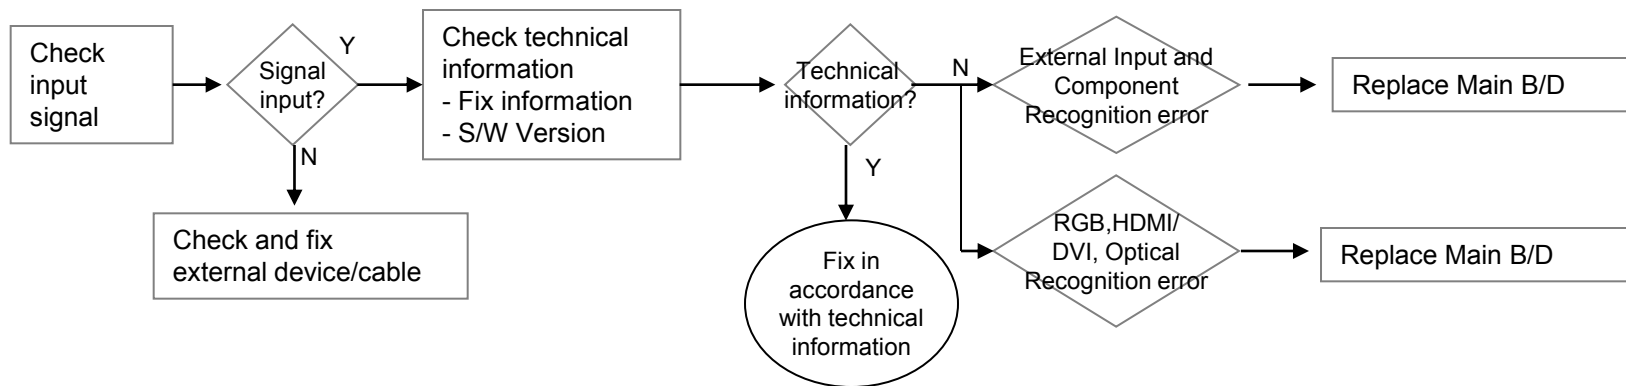 Check
input
signal
Signal
input?
Y
N
Check and fix
external device/cable
Check technical
information
- Fix information
- S/W Version
Technical
information?
N
Y
Fix in
accordance
with technical
information
External Input and
Component
Recognition error
Replace Main B/D
RGB,HDMI/
DVI, Optical
Recognition error
Replace Main B/D